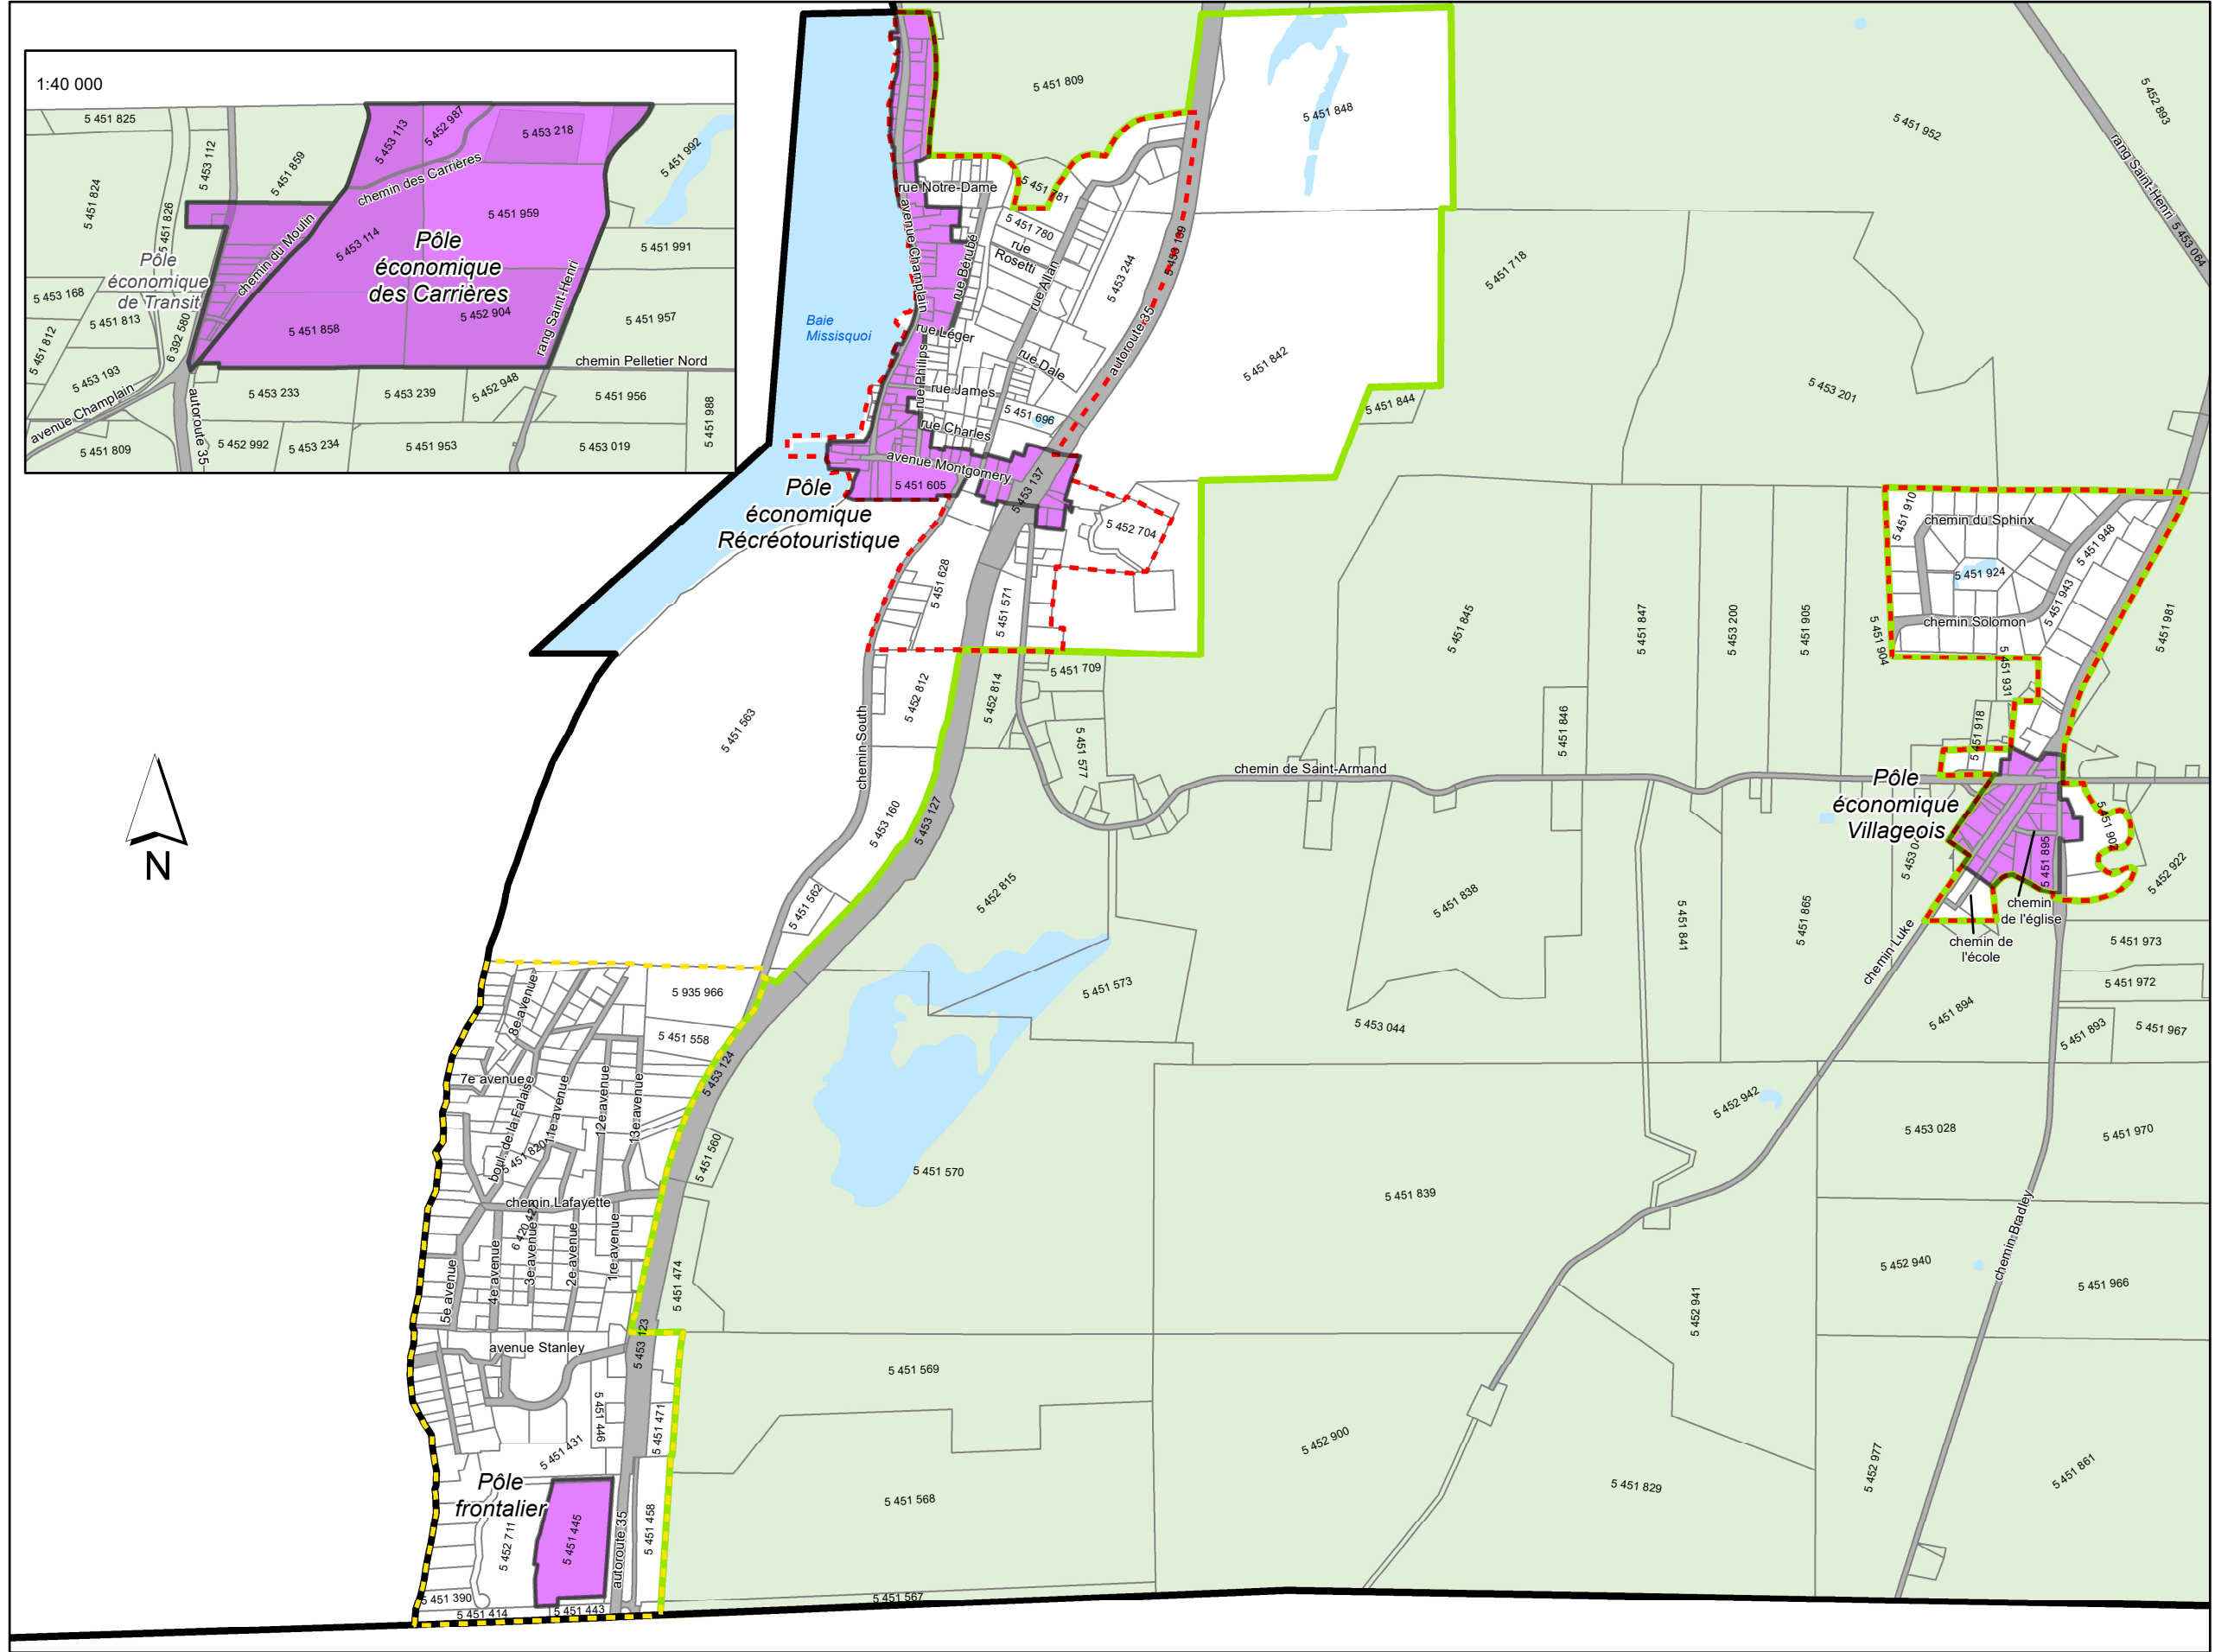 1:40 000
5 451 825
5 451 824
5 453 112
5 451 859
5 451 826
5 453 113
5 452 987
5 453 218
5 451 992
chemin des Carrières
5 451 959
5 453 114
chemin du Moulin
Pôle
économique
des Carrières
Pôle
économique
de Transit
5 451 991
5 453 168
5 451 813
5 451 812
6 392 580
5 451 858
5 452 904
rang Saint-Henri
5 451 957
chemin Pelletier Nord
5 453 193
avenue Champlain
autoroute 35
5 453 233
5 453 239
5 452 948
5 451 956
5 451 988
5 451 809
5 452 992
5 453 234
5 451 953
5 453 019
5 451 809
5 451 848
5 451 952
5 452 893
rang Saint-Henri
5 453 064
rue Notre-Dame
5 451 781
5 451 780
rue
Rosetti
avenue Champlain
rue Bérubé
rue Allan
5 453 244
5 453 139
autoroute 35
5 451 718
Baie
Missisquoi
rue Léger
rue Phillips
rue Dale
rue James
5 451 696
rue Charles
5 451 842
5 451 844
5 453 201
avenue Montgomery
5 451 605
5 453 137
Pôle
économique
Récréotouristique
5 452 704
5 451 628
5 451 571
5 451 910
chemin du Sphinx
5 451 948
5 451 924
5 451 943
chemin Solomon
5 451 904
5 451 931
5 451 981
5 451 845
5 451 847
5 453 200
5 451 905
5 451 709
5 452 812
5 452 814
5 451 563
chemin South
5 451 577
5 451 846
5 451 918
chemin de Saint-Armand
Pôle
économique
Villageois
5 453 160
5 453 127
5 451 895
5 452 922
5 452 815
5 451 562
5 451 838
5 451 841
5 451 865
chemin
de l'église
chemin de
l'école
chemin Luke
5 451 973
5 451 972
5 451 894
5 451 893
5 451 967
5 451 573
5 453 044
5 935 966
5 451 558
8e avenue
7e avenue
boul. de la Falaise
11e avenue
12e avenue
13e avenue
5 453 124
5 451 820
5 451 560
5 452 942
5 453 028
5 451 970
5 451 570
5 451 839
chemin Lafayette
5e avenue
4e avenue
3e avenue
2e avenue
1re avenue
5 451 474
5 452 941
5 452 940
5 451 966
chemin Bradley
avenue Stanley
5 453 123
5 451 569
5 451 446
5 451 471
5 451 431
5 452 900
5 452 977
5 451 861
5 451 829
Pôle
frontalier
5 451 568
5 452 711
5 451 445
autoroute 35
5 451 458
5 451 390
5 451 414
5 451 443
5 451 567
N